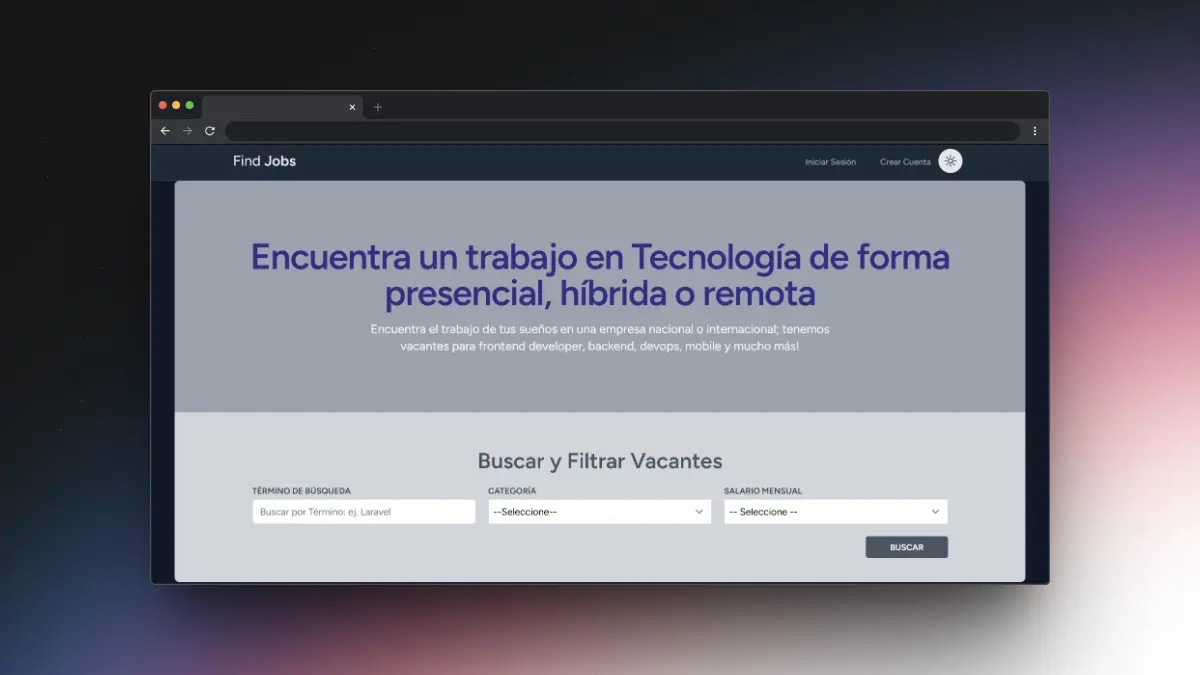 Find Jobs
Iniciar Sesión
Crear Cuenta
Encuentra un trabajo en Tecnología de forma
presencial, híbrida o remota
Encuentra el trabajo de tus sueños en una empresa nacional o internacional; tenemos
vacantes para frontend developer, backend, devops, mobile y mucho más!
Buscar y Filtrar Vacantes
TÉRMINO DE BÚSQUEDA
CATEGORÍA
SALARIO MENSUAL
Buscar por Término: ej. Laravel
--Seleccione--
-- Seleccione --
BUSCAR